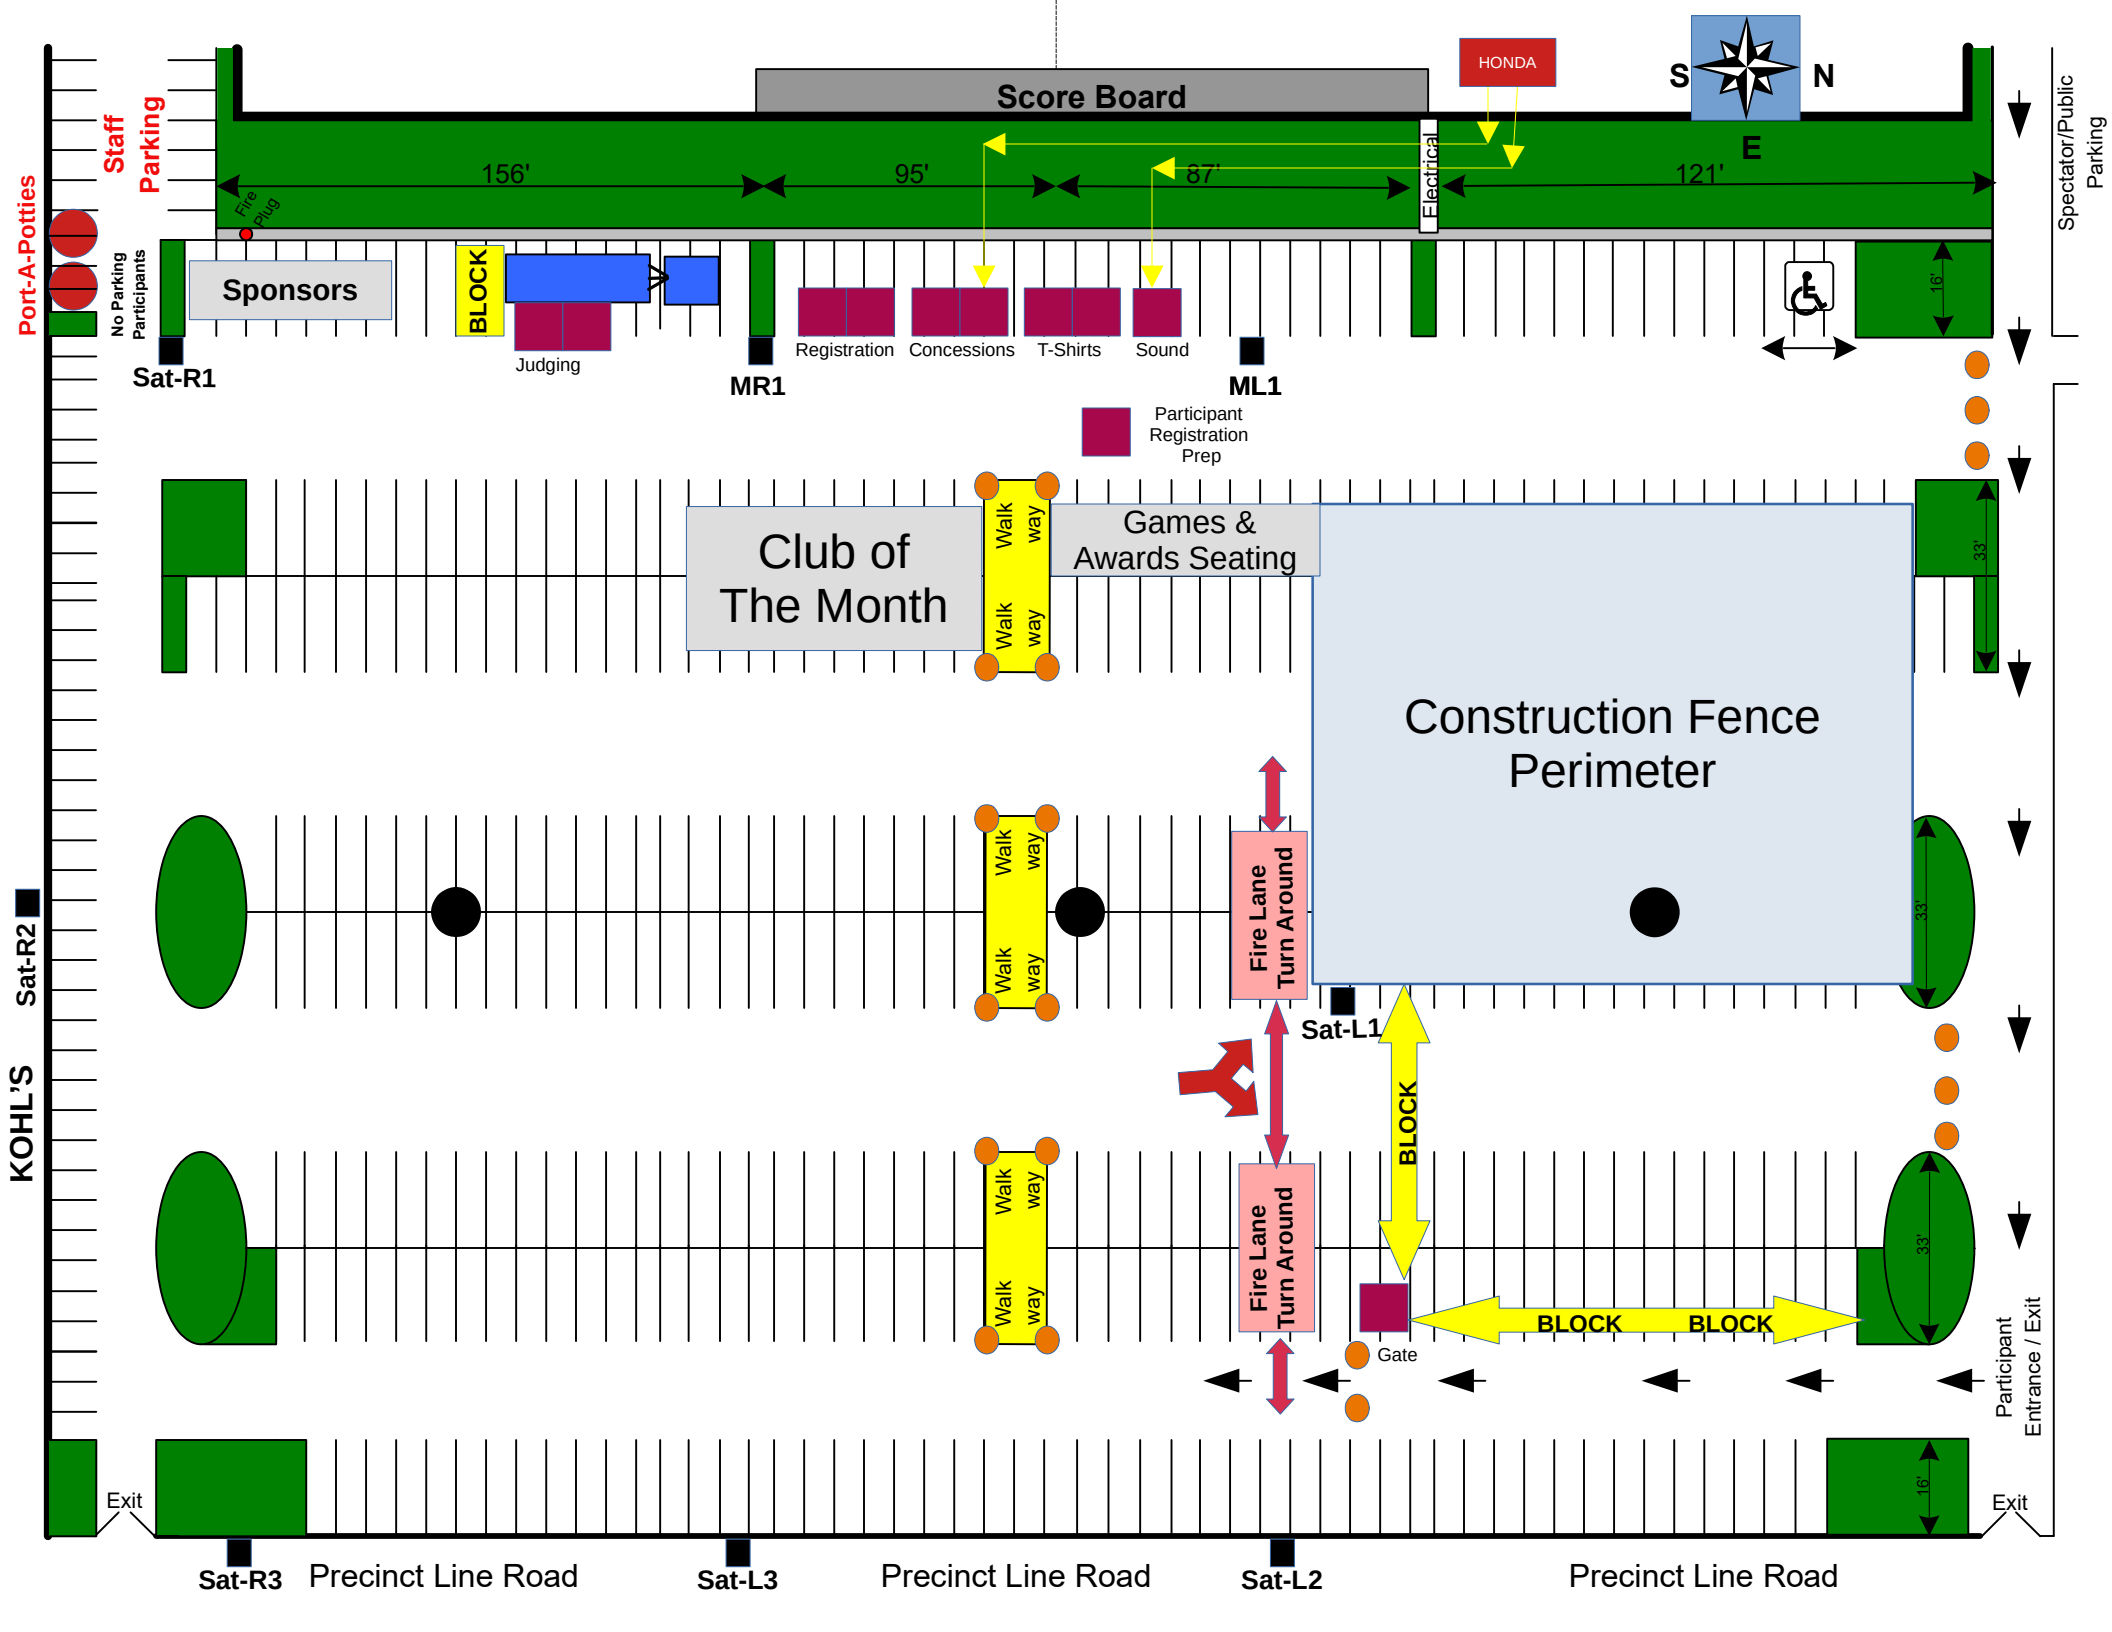 HONDA
S
N
E
Score Board
Staff
Parking
Spectator/Public
Parking
156'
95'
87'
121'
Electrical
Fire
Plug
Port-A-Potties
No Parking
Participants
Sponsors
BLOCK
16'
Judging
Registration
Concessions
T-Shirts
Sound
Sat-R1
MR1
ML1
Participant
Registration
Prep
Club of
The Month
Walk
way
Walk
way
Games &
Awards Seating
33'
Construction Fence
Perimeter
Walk
way
Walk
way
Fire Lane
Turn Around
33'
Sat-R2
Sat-L1
KOHL'S
BLOCK
Walk
way
Walk
way
Fire Lane
Turn Around
33'
BLOCK
BLOCK
Gate
Participant
Entrance / Exit
16'
Exit
Exit
Sat-R3
Precinct Line Road
Sat-L3
Precinct Line Road
Sat-L2
Precinct Line Road